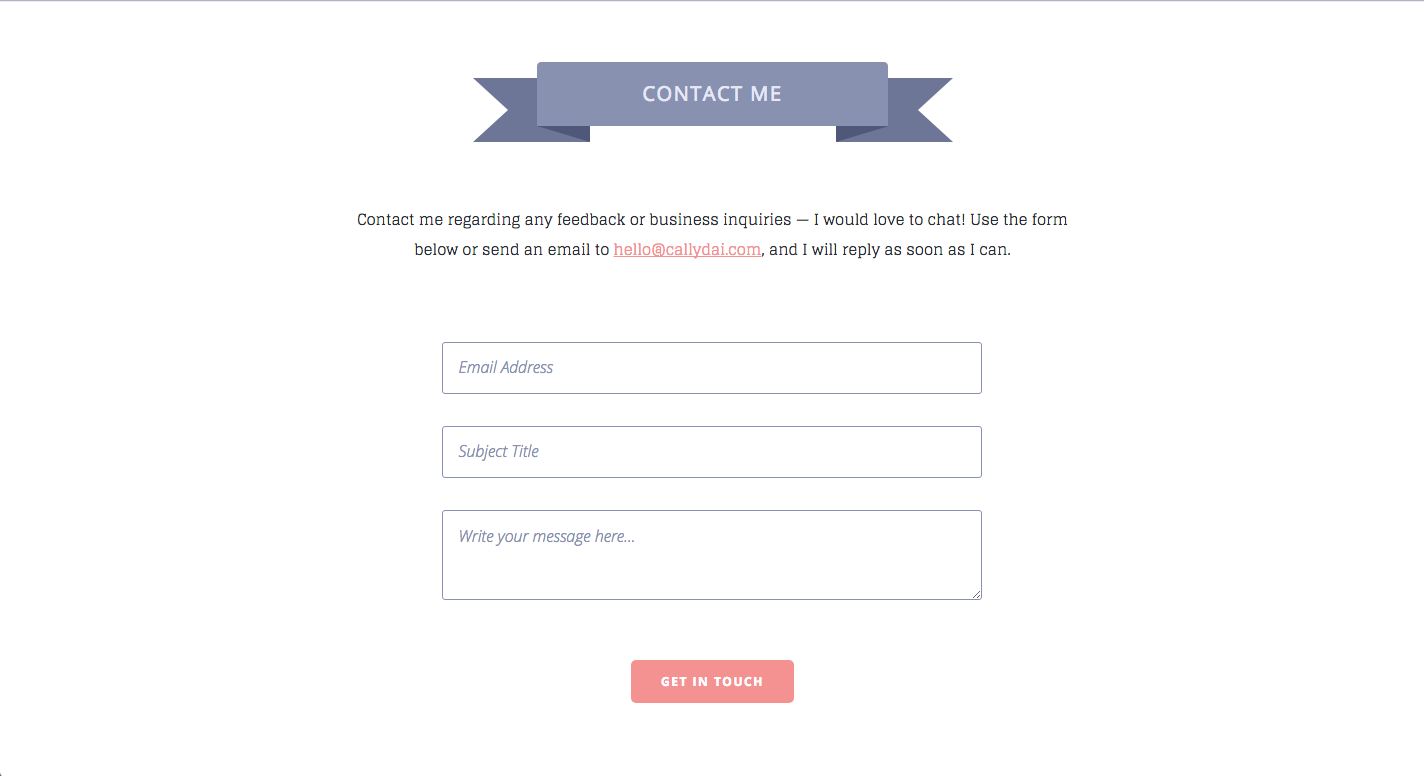 CONTACT ME
Contact me regarding any feedback or business inquiries — I would love to chat! Use the form
below or send an email to hello@callydai.com, and I will reply as soon as I can.
Email Address
Subject Title
Write your message here...
GET IN TOUCH